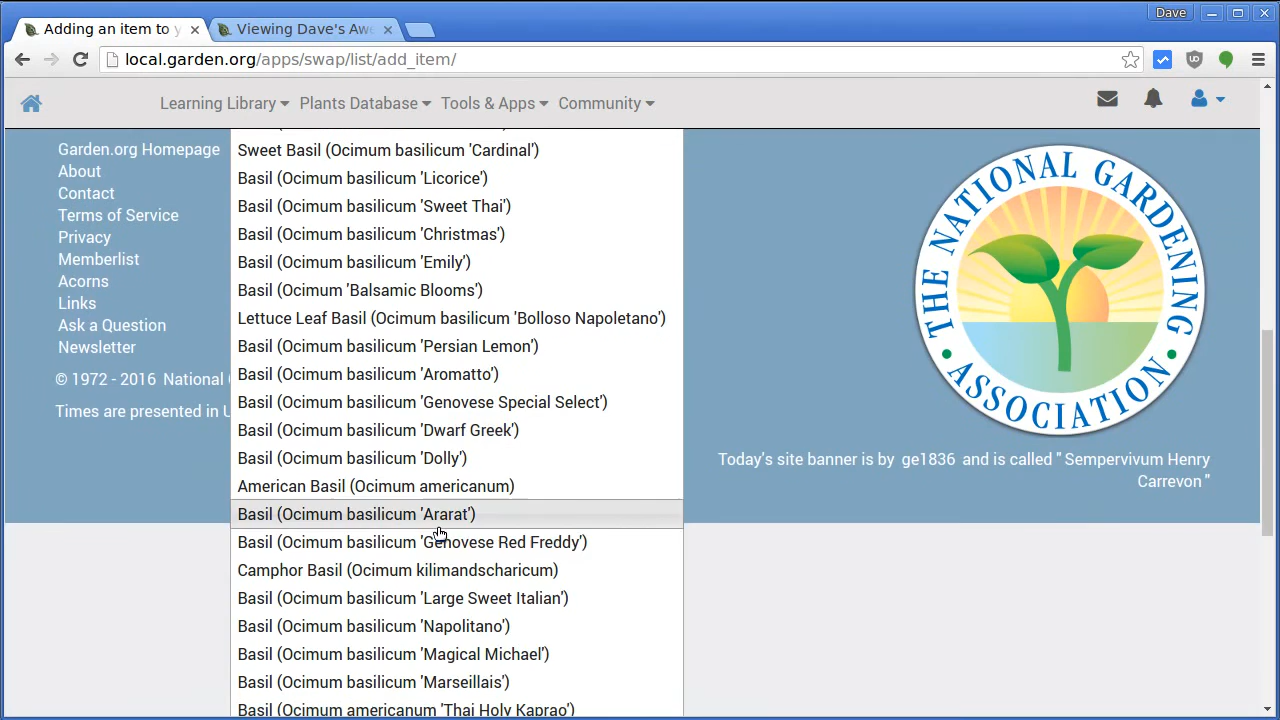 Dave
Adding an item to y
Viewing Dave's Awe
local.garden.org/apps/swap/list/add_item/
Learning Library Plants Database Tools & Apps Community
Garden.org Homepage
About
Contact
Terms of Service
Privacy
Memberlist
Acorns
Links
Ask a Question
Newsletter
© 1972 - 2016 National
Times are presented in U
Sweet Basil (Ocimum basilicum 'Cardinal')
Basil (Ocimum basilicum 'Licorice')
Basil (Ocimum basilicum 'Sweet Thai')
Basil (Ocimum basilicum 'Christmas')
Basil (Ocimum basilicum 'Emily')
Basil (Ocimum 'Balsamic Blooms')
Lettuce Leaf Basil (Ocimum basilicum 'Bolloso Napoletano')
Basil (Ocimum basilicum 'Persian Lemon')
Basil (Ocimum basilicum 'Aromatto')
Basil (Ocimum basilicum 'Genovese Special Select')
Basil (Ocimum basilicum 'Dwarf Greek')
Basil (Ocimum basilicum 'Dolly')
American Basil (Ocimum americanum)
Basil (Ocimum basilicum 'Ararat')
Basil (Ocimum basilicum 'Genovese Red Freddy')
Camphor Basil (Ocimum kilimandscharicum)
Basil (Ocimum basilicum 'Large Sweet Italian')
Basil (Ocimum basilicum 'Napolitano')
Basil (Ocimum basilicum 'Magical Michael')
Basil (Ocimum basilicum 'Marseillais')
Basil (Ocimum americanum 'Thai Holy Kaprao')
THE NATIONAL GARDENING
ASSOCIATION
Today's site banner is by ge1836 and is called " Sempervivum Henry
Carrevon "